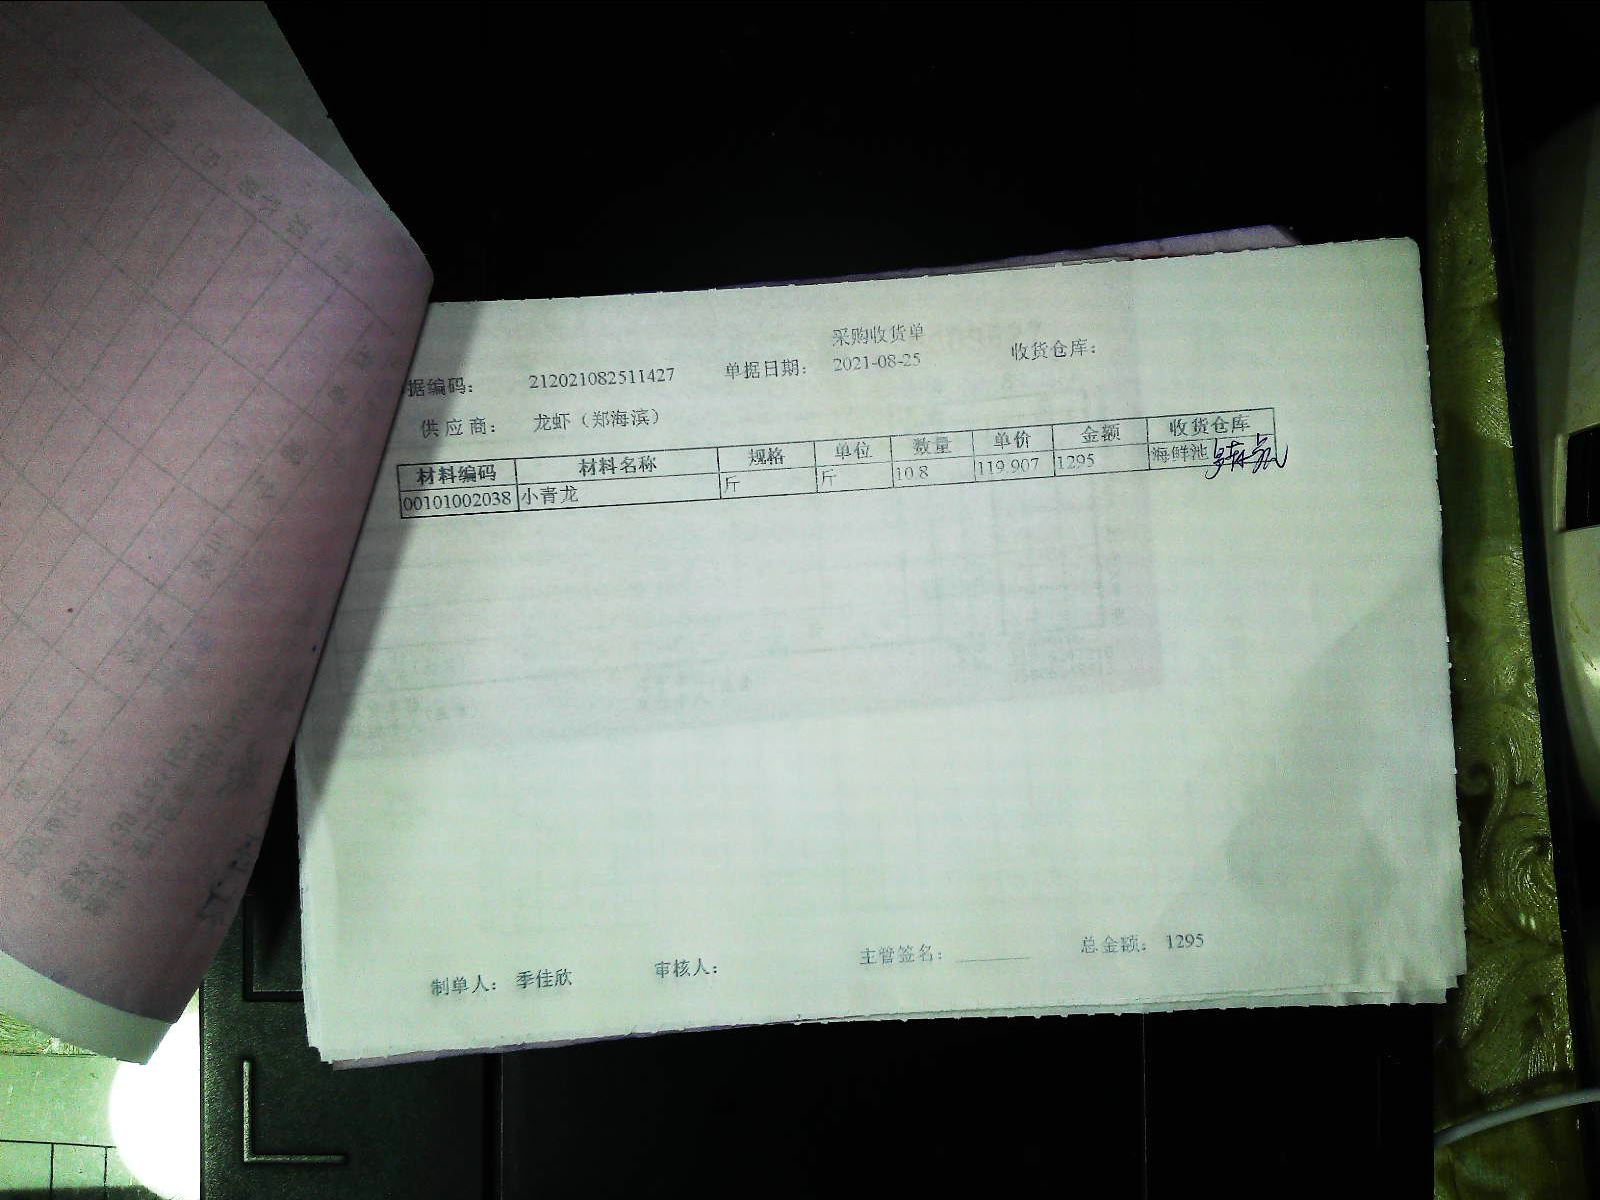 采购收货单
据编码： 212021082511427 单据日期： 2021-08-25 收货仓库：
供应商： 龙虾（郑海滨）
材料编码 材料名称 规格 单位 数量 单价 金额 收货仓库
00101002038 小青龙 斤 斤 10.8 119.907 1295 海鲜池
制单人： 季佳欣 审核人： 主管签名： 总金额： 1295